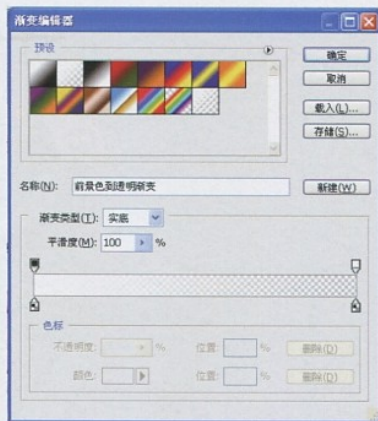 渐变编辑器
预设
确定
取消
载入(L)...
存储(S)...
名称(N): 前景色到透明渐变 新建(W)
渐变类型(T): 实底
平滑度(M): 100 %
色标
不透明度: % 位置: % 删除(D)
颜色: 位置: % 删除(D)